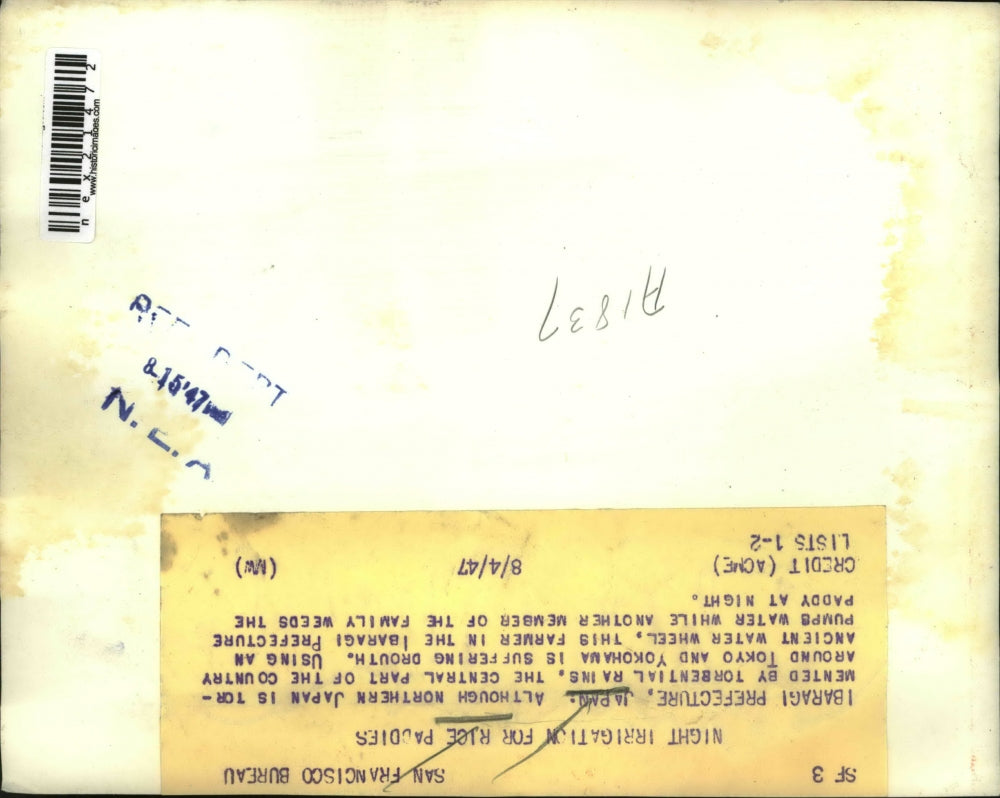 nex21472
www.historicimages.com
A1837
8-15'47
SF 3 SAN FRANCISCO BUREAU
NIGHT IRRIGATION FOR RICE PADDIES
IBARAGI PREFECTURE, JAPAN: ALTHOUGH NORTHERN JAPAN IS TOR-
MENTED BY TORRENTIAL RAINS, THE CENTRAL PART OF THE COUNTRY
AROUND TOKYO AND YOKOHAMA IS SUFFERING DROUTH. USING AN
ANCIENT WATER WHEEL, THIS FARMER IN THE IBARAGI PREFECTURE
PUMPS WATER WHILE ANOTHER MEMBER OF THE FAMILY WEEDS THE
PADDY AT NIGHT.
CREDIT (ACME) 8/4/47 (MW)
LISTS 1-2